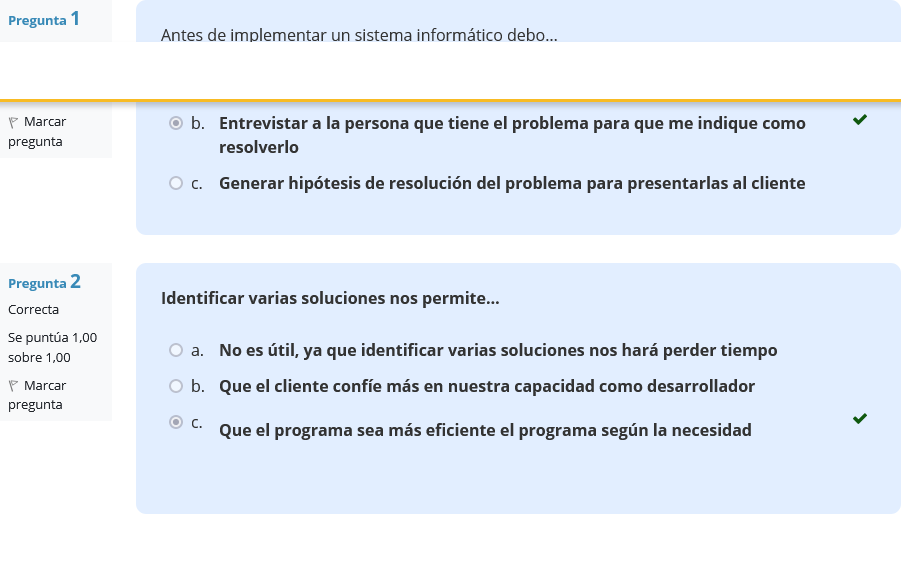 Pregunta 1
Antes de implementar un sistema informático debo...
Marcar
pregunta
b. Entrevistar a la persona que tiene el problema para que me indique como
resolverlo
c. Generar hipótesis de resolución del problema para presentarlas al cliente
Pregunta 2
Correcta
Se puntúa 1,00
sobre 1,00
Marcar
pregunta
Identificar varias soluciones nos permite...
a. No es útil, ya que identificar varias soluciones nos hará perder tiempo
b. Que el cliente confíe más en nuestra capacidad como desarrollador
c. Que el programa sea más eficiente el programa según la necesidad